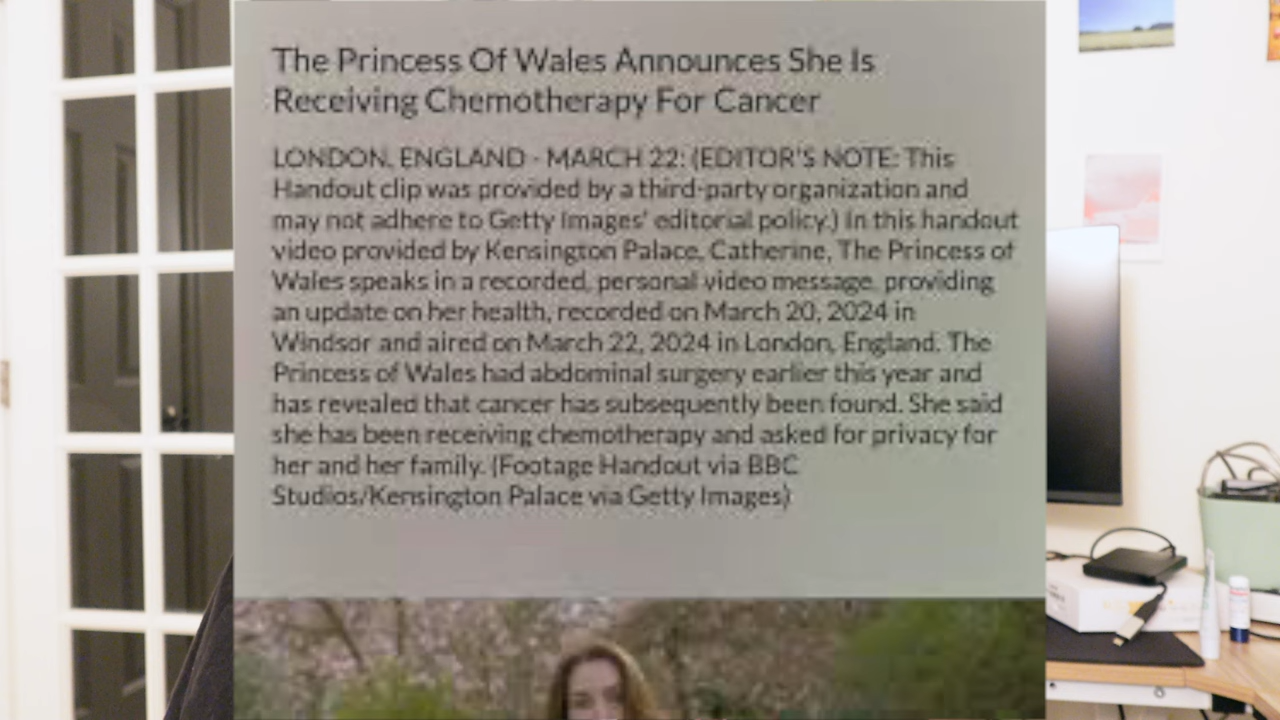 The Princess Of Wales Announces She Is
Receiving Chemotherapy For Cancer
LONDON, ENGLAND - MARCH 22: (EDITOR'S NOTE: This
Handout clip was provided by a third-party organization and
may not adhere to Getty Images' editorial policy.) In this handout
video provided by Kensington Palace, Catherine, The Princess of
Wales speaks in a recorded, personal video message, providing
an update on her health, recorded on March 20, 2024 in
Windsor and aired on March 22, 2024 in London, England. The
Princess of Wales had abdominal surgery earlier this year and
has revealed that cancer has subsequently been found. She said
she has been receiving chemotherapy and asked for privacy for
her and her family. (Footage Handout via BBC
Studios/Kensington Palace via Getty Images)